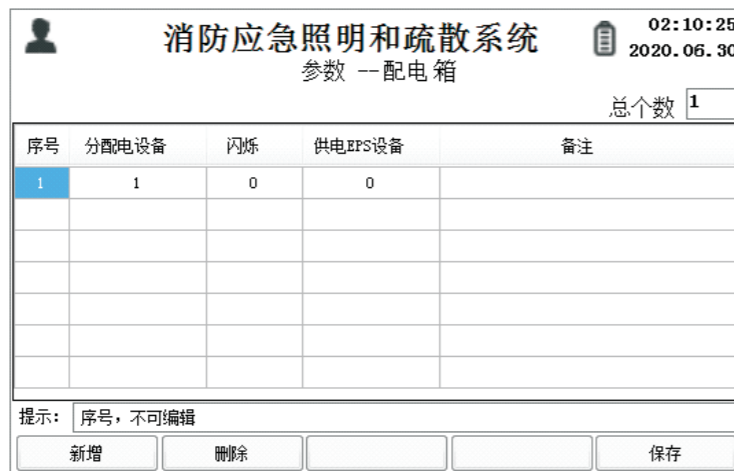 消防应急照明和疏散系统
02:10:25
参数 --配电箱
2020.06.30
总个数 1
序号 分配电设备 闪烁 供电EPS设备 备注
1 1 0 0
提示: 序号，不可编辑
新增 删除 保存